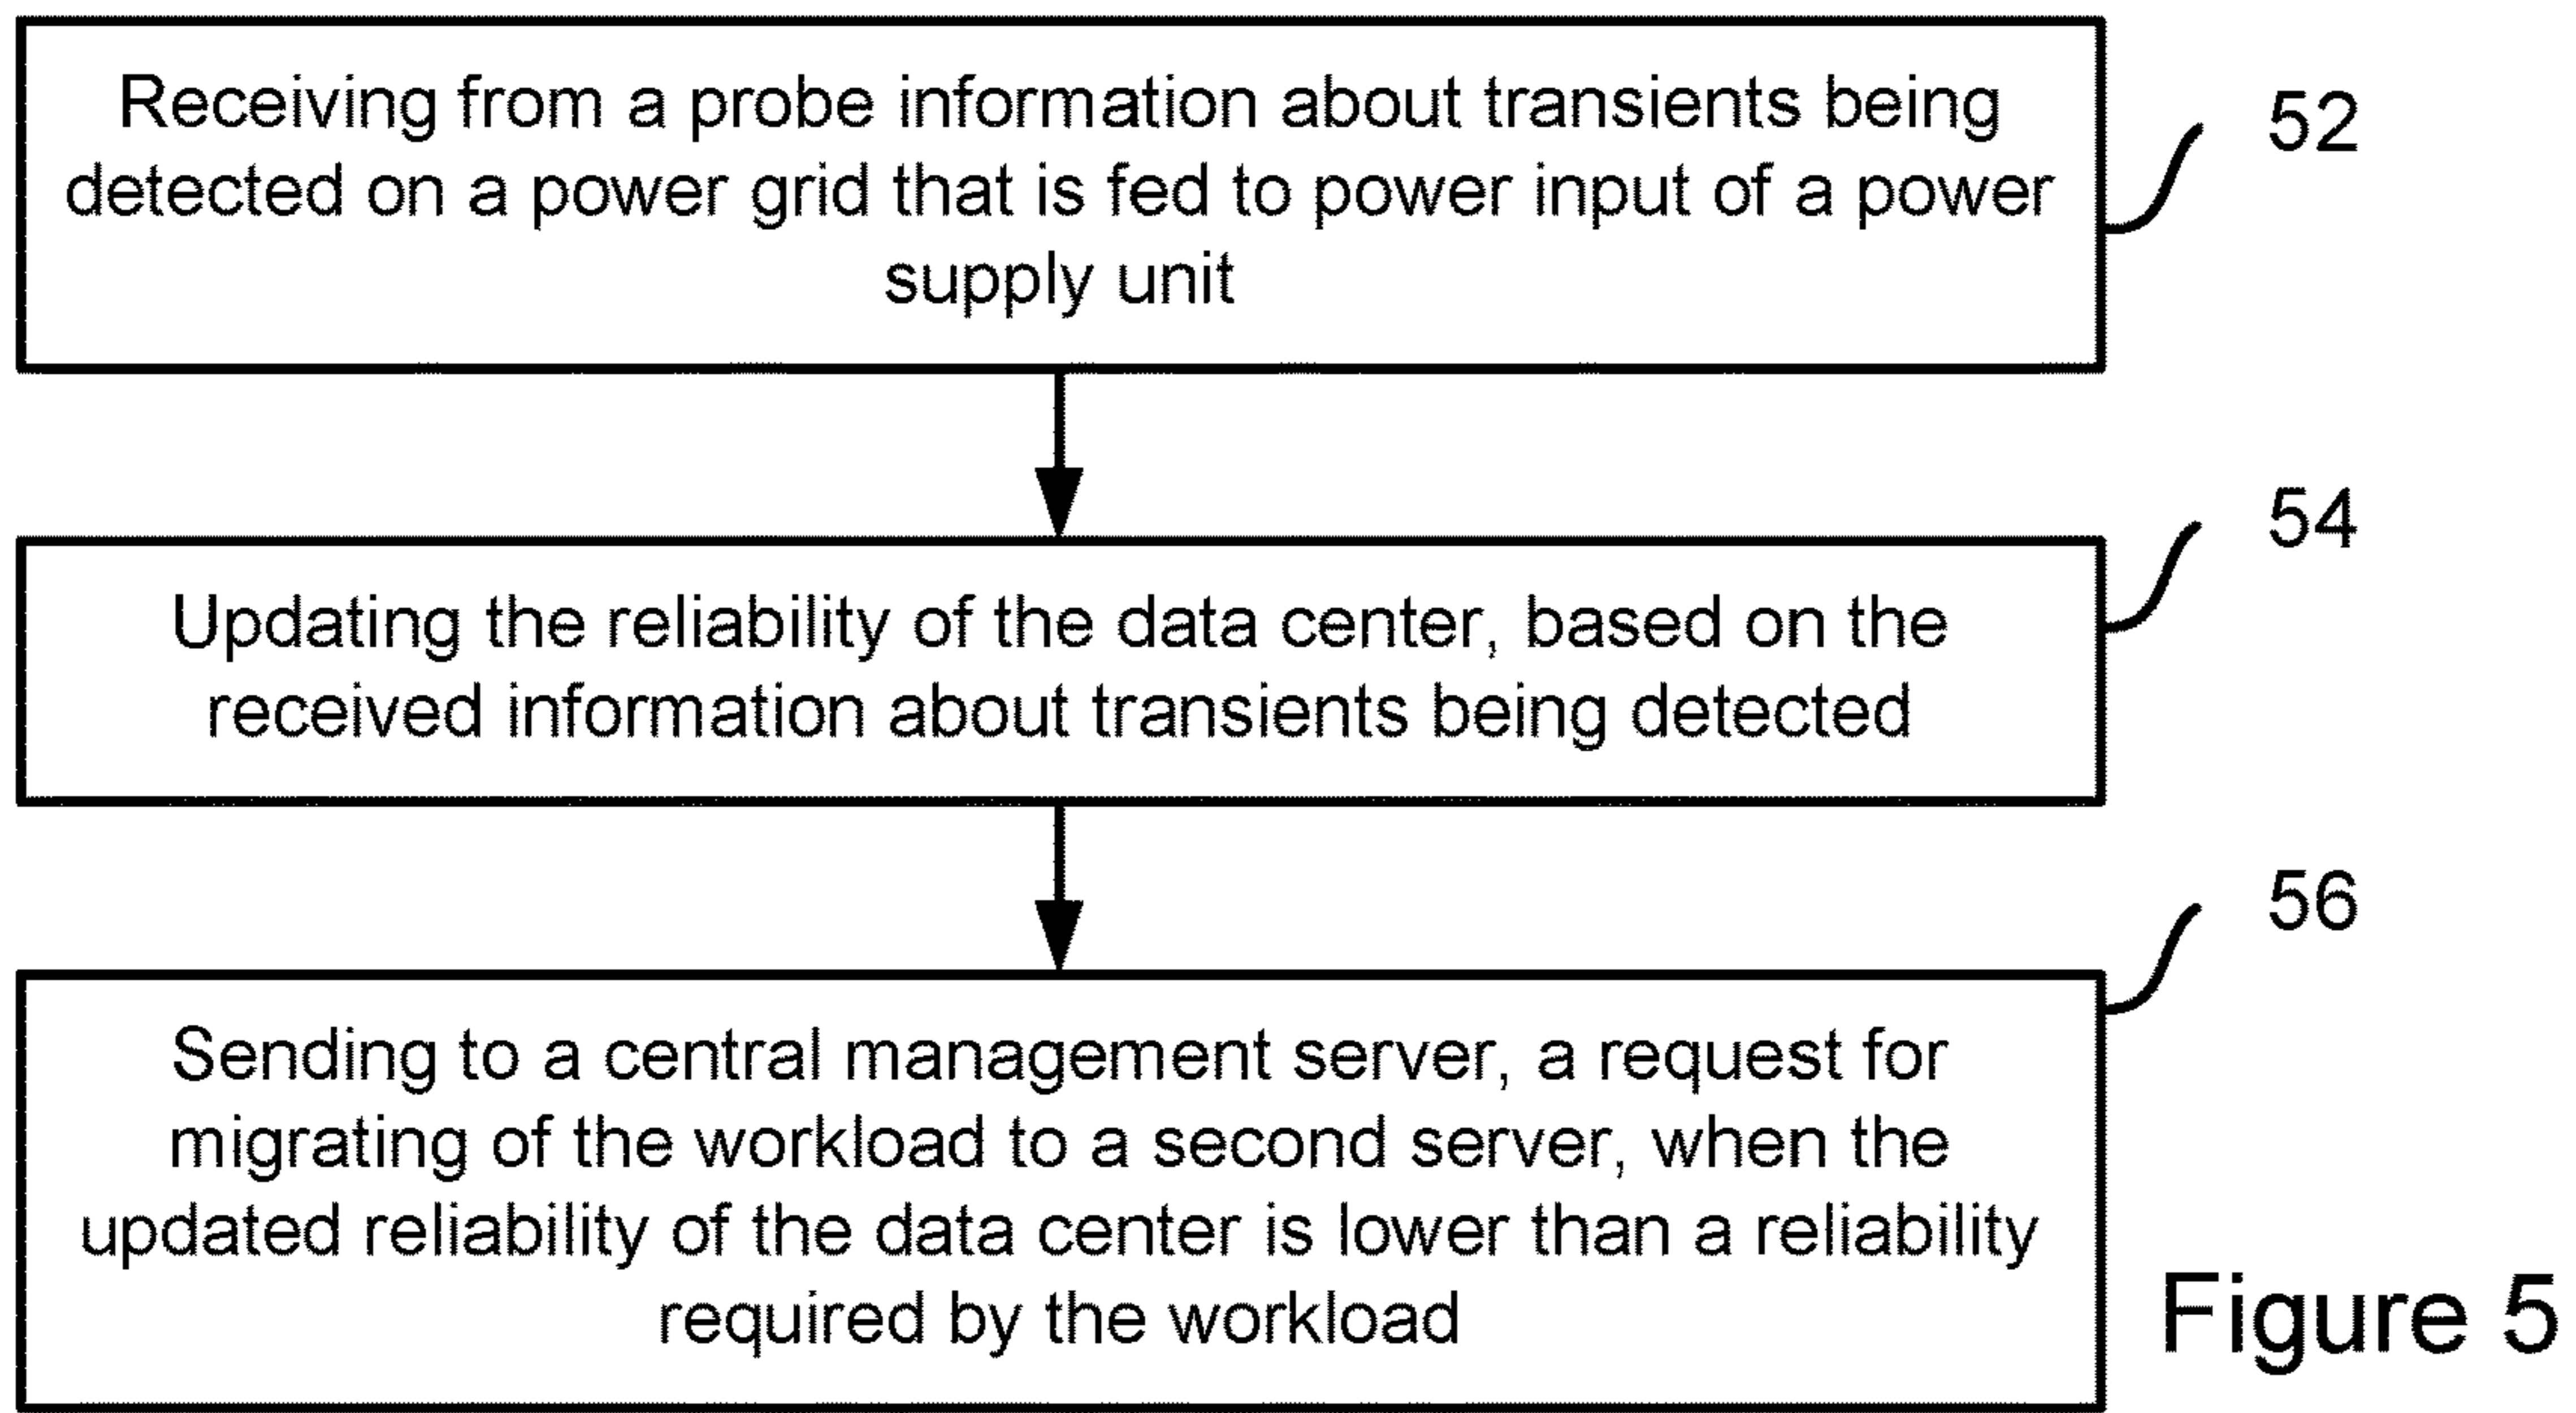 Receiving from a probe information about transients being
detected on a power grid that is fed to power input of a power
supply unit
52
Updating the reliability of the data center, based on the
received information about transients being detected
54
Sending to a central management server, a request for
migrating of the workload to a second server, when the
updated reliability of the data center is lower than a reliability
required by the workload
56
Figure 5